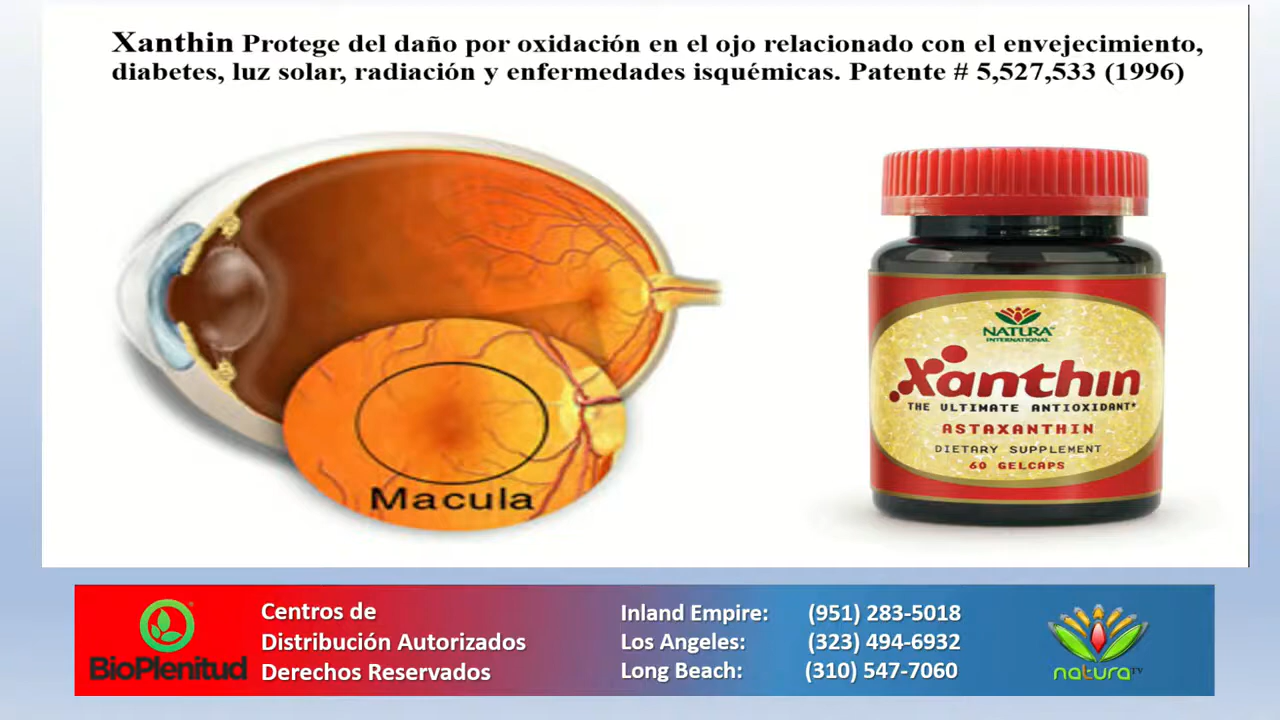 Xanthin Protege del daño por oxidación en el ojo relacionado con el envejecimiento,
diabetes, luz solar, radiación y enfermedades isquémicas. Patente # 5,527,533 (1996)
Macula
NATURA
INTERNATIONAL
Xanthin
THE ULTIMATE ANTIOXIDANT*
ASTAXANTHIN
DIETARY SUPPLEMENT
60 GELCAPS
BioPlenitud
Centros de
Distribución Autorizados
Derechos Reservados
Inland Empire: (951) 283-5018
Los Angeles: (323) 494-6932
Long Beach: (310) 547-7060
natura TV